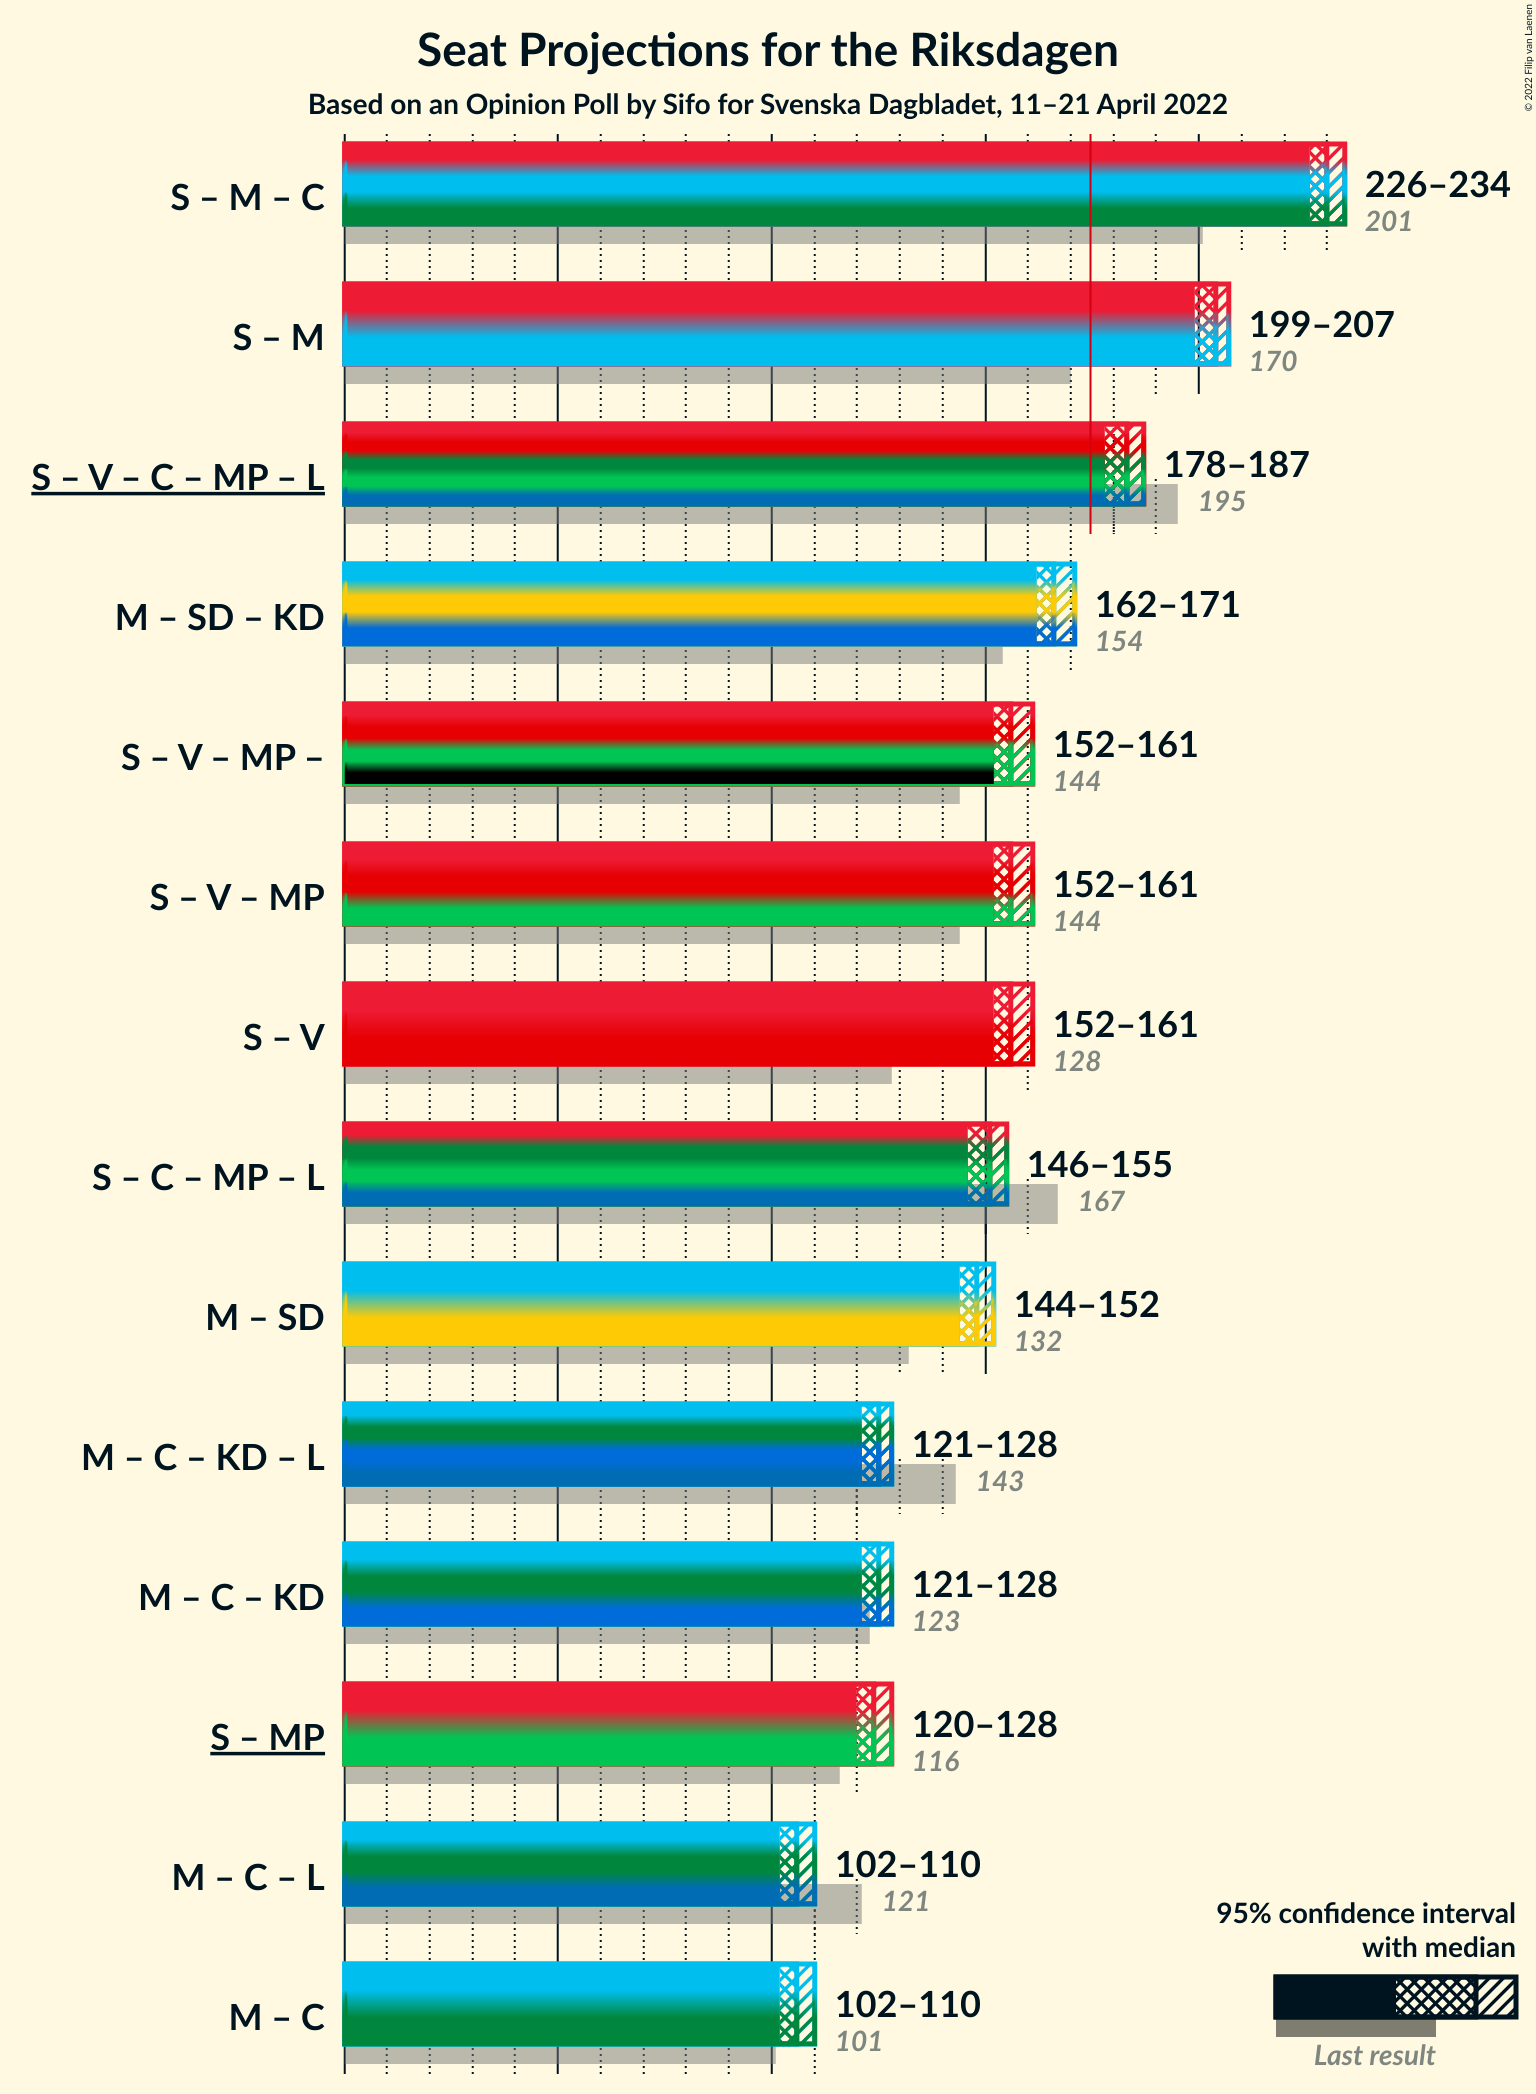 Seat Projections for the Riksdagen
Based on an Opinion Poll by Sifo for Svenska Dagbladet, 11–21 April 2022
© 2022 Filip van Laenen
S – M – C
226–234
201
S – M
199–207
170
S – V – C – MP – L
178–187
195
M – SD – KD
162–171
154
S – V – MP –
152–161
144
S – V – MP
152–161
144
S – V
152–161
128
S – C – MP – L
146–155
167
M – SD
144–152
132
M – C – KD – L
121–128
143
M – C – KD
121–128
123
S – MP
120–128
116
M – C – L
102–110
121
M – C
102–110
101
95% confidence interval
with median
Last result